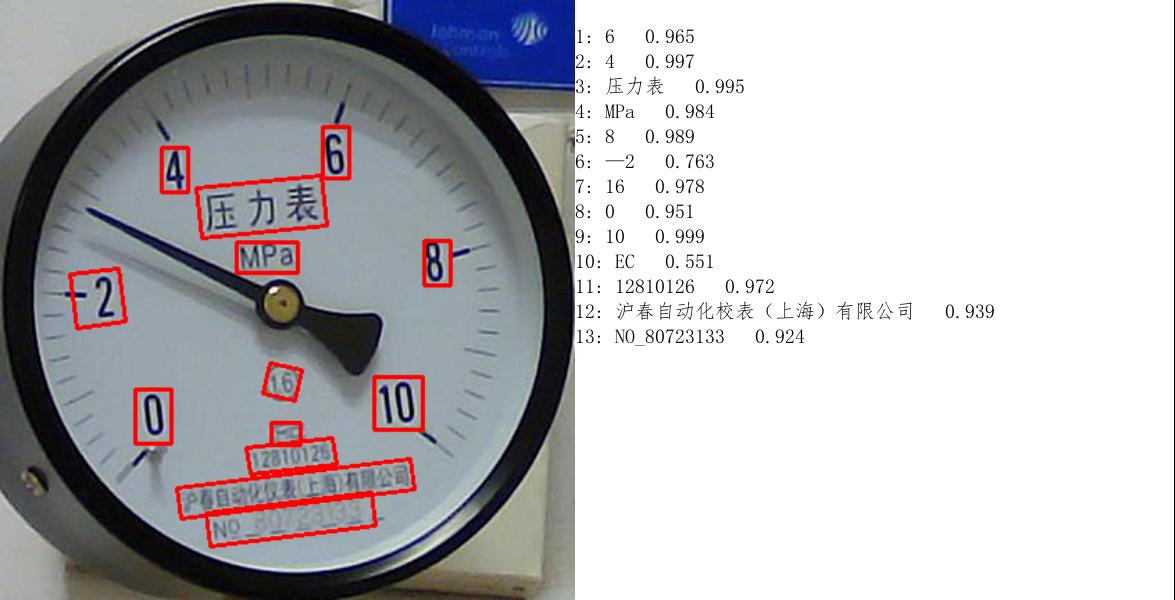 Johnson
Controls
6
4
压力表
MPa
8
2
1.6
10
0
12810126
沪春自动化仪表(上海)有限公司
No 80723133
1: 6 0.965
2: 4 0.997
3: 压力表 0.995
4: MPa 0.984
5: 8 0.989
6: —2 0.763
7: 16 0.978
8: 0 0.951
9: 10 0.999
10: EC 0.551
11: 12810126 0.972
12: 沪春自动化校表（上海）有限公司 0.939
13: NO_80723133 0.924